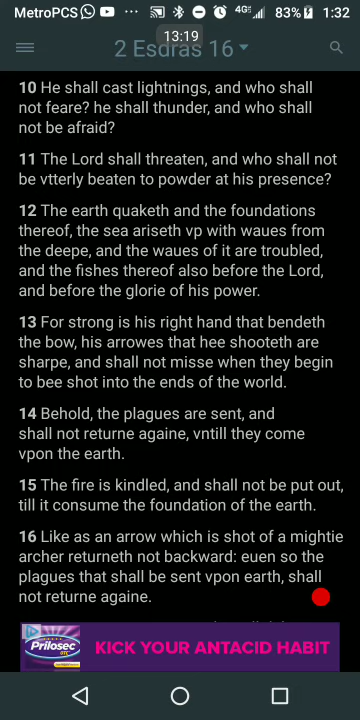 MetroPCS ... 4G 83% 1:32
13:19
2 Esdras 16
10 He shall cast lightnings, and who shall
not feare? he shall thunder, and who shall
not be afraid?
11 The Lord shall threaten, and who shall not
be vtterly beaten to powder at his presence?
12 The earth quaketh and the foundations
thereof, the sea ariseth vp with waues from
the deepe, and the waues of it are troubled,
and the fishes thereof also before the Lord,
and before the glorie of his power.
13 For strong is his right hand that bendeth
the bow, his arrowes that hee shooteth are
sharpe, and shall not misse when they begin
to bee shot into the ends of the world.
14 Behold, the plagues are sent, and
shall not returne againe, vntill they come
vpon the earth.
15 The fire is kindled, and shall not be put out,
till it consume the foundation of the earth.
16 Like as an arrow which is shot of a mightie
archer returneth not backward: euen so the
plagues that shall be sent vpon earth, shall
not returne againe.
Prilosec
OTC
KICK YOUR ANTACID HABIT